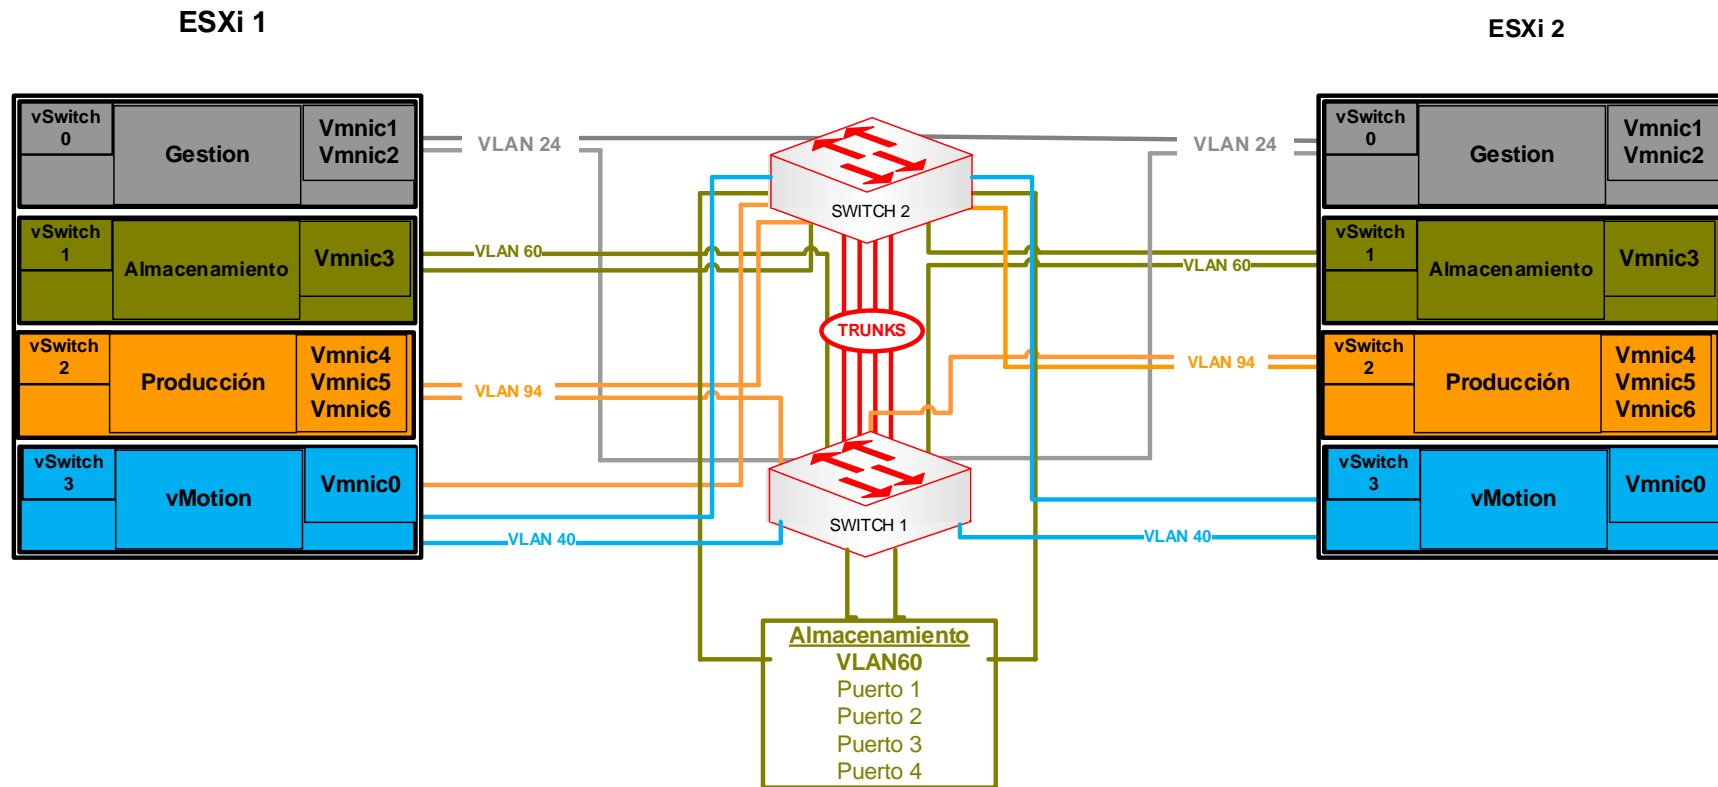 ESXi 1
ESXi 2
vSwitch
0
Gestion
Vmnic1
Vmnic2
vSwitch
1
Almacenamiento
Vmnic3
vSwitch
2
Producción
Vmnic4
Vmnic5
Vmnic6
vSwitch
3
vMotion
Vmnic0
VLAN 24
VLAN 60
VLAN 94
VLAN 40
SWITCH 2
TRUNKS
SWITCH 1
Almacenamiento
VLAN60
Puerto 1
Puerto 2
Puerto 3
Puerto 4
VLAN 24
VLAN 60
VLAN 94
VLAN 40
vSwitch
0
Gestion
Vmnic1
Vmnic2
vSwitch
1
Almacenamiento
Vmnic3
vSwitch
2
Producción
Vmnic4
Vmnic5
Vmnic6
vSwitch
3
vMotion
Vmnic0